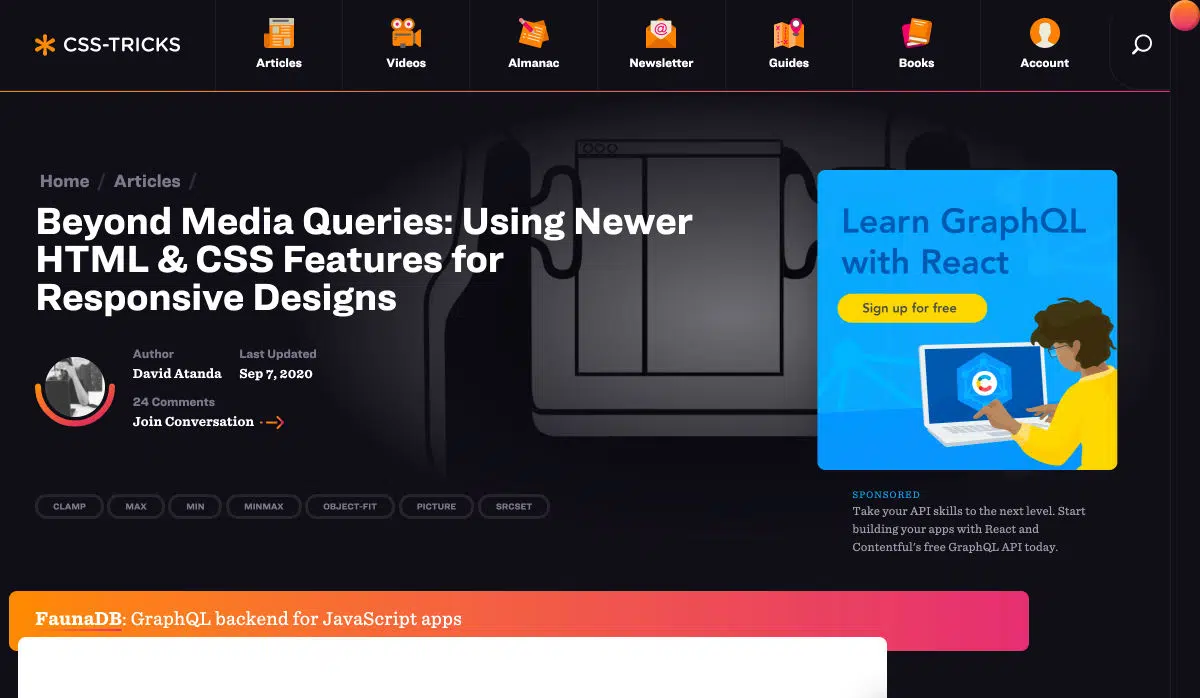 CSS-TRICKS
Articles
Videos
Almanac
Newsletter
Guides
Books
Account
Home / Articles /
Beyond Media Queries: Using Newer
HTML & CSS Features for
Responsive Designs
Author
David Atanda
Last Updated
Sep 7, 2020
24 Comments
Join Conversation
CLAMP
MAX
MIN
MINMAX
OBJECT-FIT
PICTURE
SRCSET
Learn GraphQL
with React
Sign up for free
SPONSORED
Take your API skills to the next level. Start
building your apps with React and
Contentful's free GraphQL API today.
FaunaDB: GraphQL backend for JavaScript apps